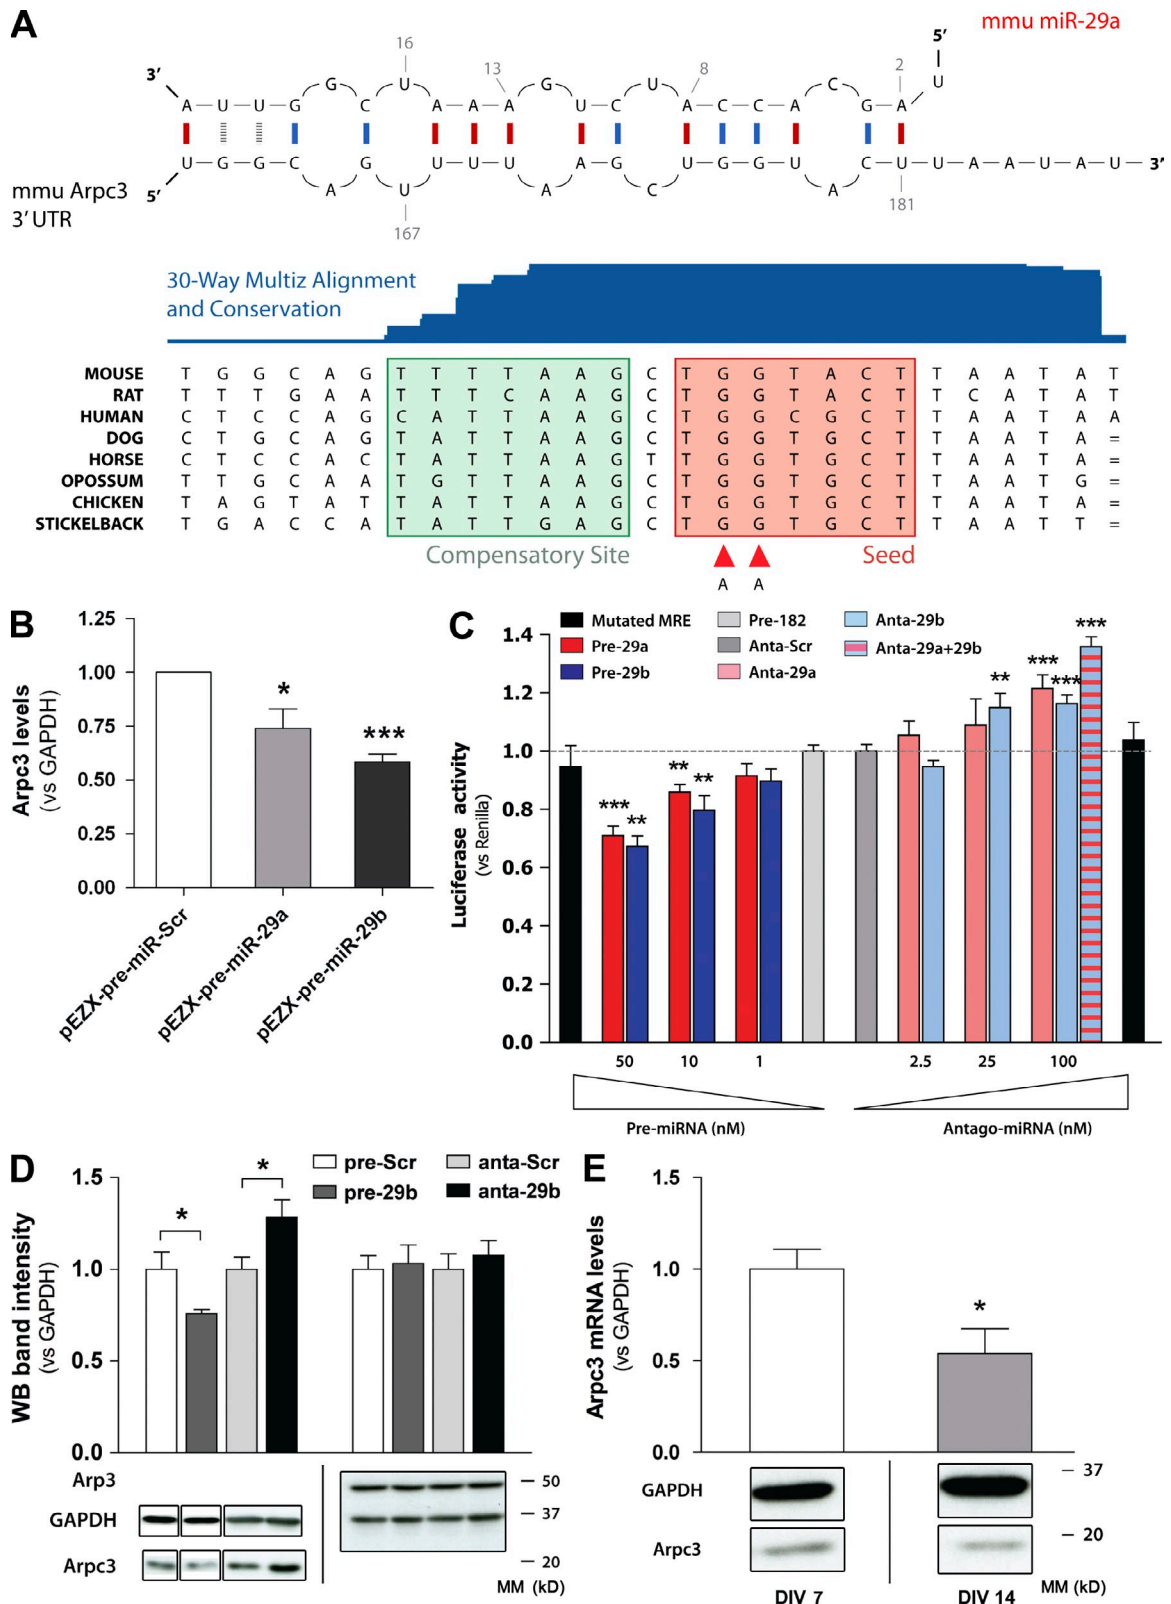 A
mmu miR-29a
5'
16
13
8
2
3'
U
G C U G U C U C G
A U U G C A A A A C C A A
U G G C G U U U A G U G G U C U U A A U A U 3'
A U A C A
5'
mmu Arpc3
3' UTR
167
181
30-Way Multiz Alignment
and Conservation
MOUSE T G G C A G T T T T A A G C T G G T A C T T A A T A T
RAT T T T G A A T T T C A A G C T G G T A C T T C A T A T
HUMAN C T C C A G C A T T A A G C T G G C G C T T A A T A A
DOG C T G C A G T A T T A A G C T G G T G C T T A A T A =
HORSE C T C C A C T A T T A A G T T G G T G C T T A A T A =
OPOSSUM T T G C A A T G T T A A G C T G G T G C T T A A T G =
CHICKEN T A G T A T T A T T A A G C T G G T G C T T A A T A =
STICKELBACK T G A C C A T A T T G A G C T G G T G C T T A A T T =
Compensatory Site
Seed
A A
B
Arpc3 levels
(vs GAPDH)
1.25
1.00
0.75
0.50
0.25
0.00
*
***
pEZX-pre-miR-Scr
pEZX-pre-miR-29a
pEZX-pre-miR-29b
C
Mutated MRE
Pre-29a
Pre-29b
Pre-182
Anta-Scr
Anta-29a
Anta-29b
Anta-29a+29b
Luciferase activity
(vs Renilla)
1.4
1.2
1.0
0.8
0.6
0.4
0.2
0.0
*** ** ** ** ** *** *** ***
50 10 1 2.5 25 100
Pre-miRNA (nM)
Antago-miRNA (nM)
D
pre-Scr
pre-29b
anta-Scr
anta-29b
WB band intensity
(vs GAPDH)
1.5
1.0
0.5
0.0
* *
Arp3
GAPDH
Arpc3
50
37
20
MM (kD)
E
Arpc3 mRNA levels
(vs GAPDH)
1.5
1.0
0.5
0.0
*
GAPDH
Arpc3
37
20
DIV 7
DIV 14
MM (kD)